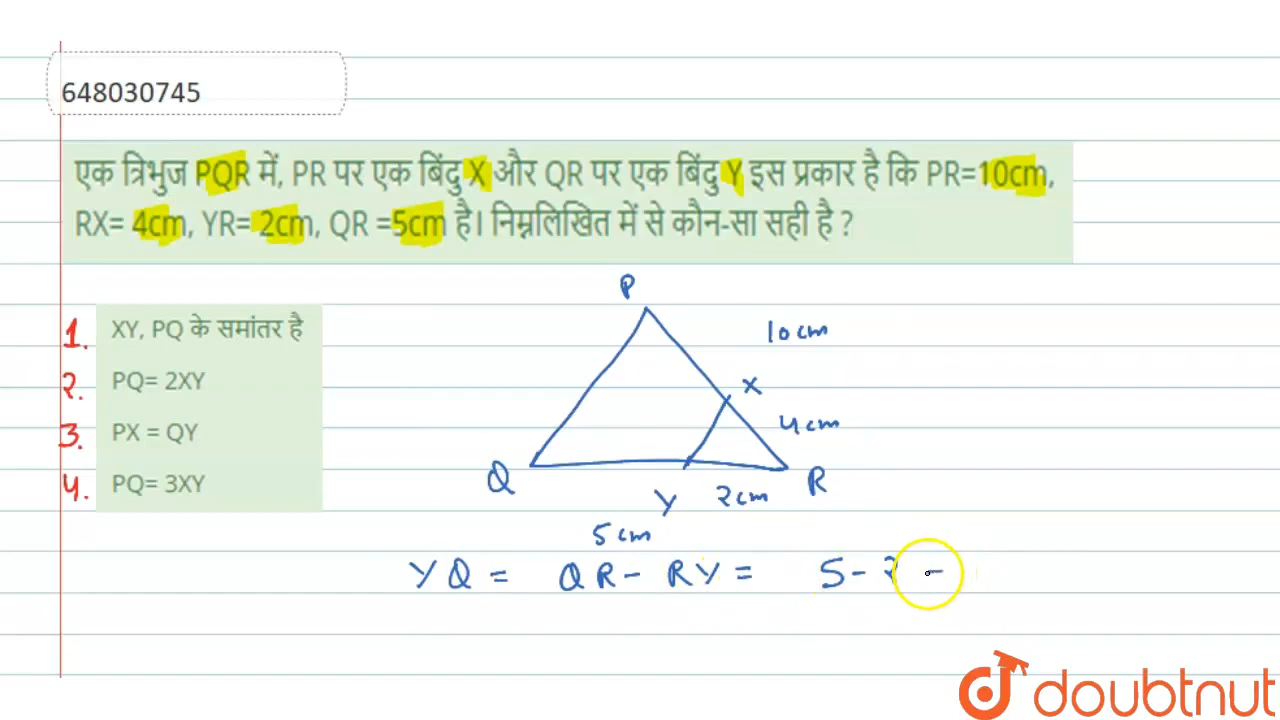 648030745
एक त्रिभुज PQR में, PR पर एक बिंदु X और QR पर एक बिंदु Y इस प्रकार है कि PR=10cm,
RX= 4cm, YR= 2cm, QR =5cm है। निम्नलिखित में से कौन-सा सही है ?
1. XY, PQ के समांतर है
2. PQ= 2XY
3. PX = QY
4. PQ= 3XY
P
10cm
X
4cm
Q
Y
2cm
R
5cm
YQ = QR - RY = 5 - 2 =
doubtnut